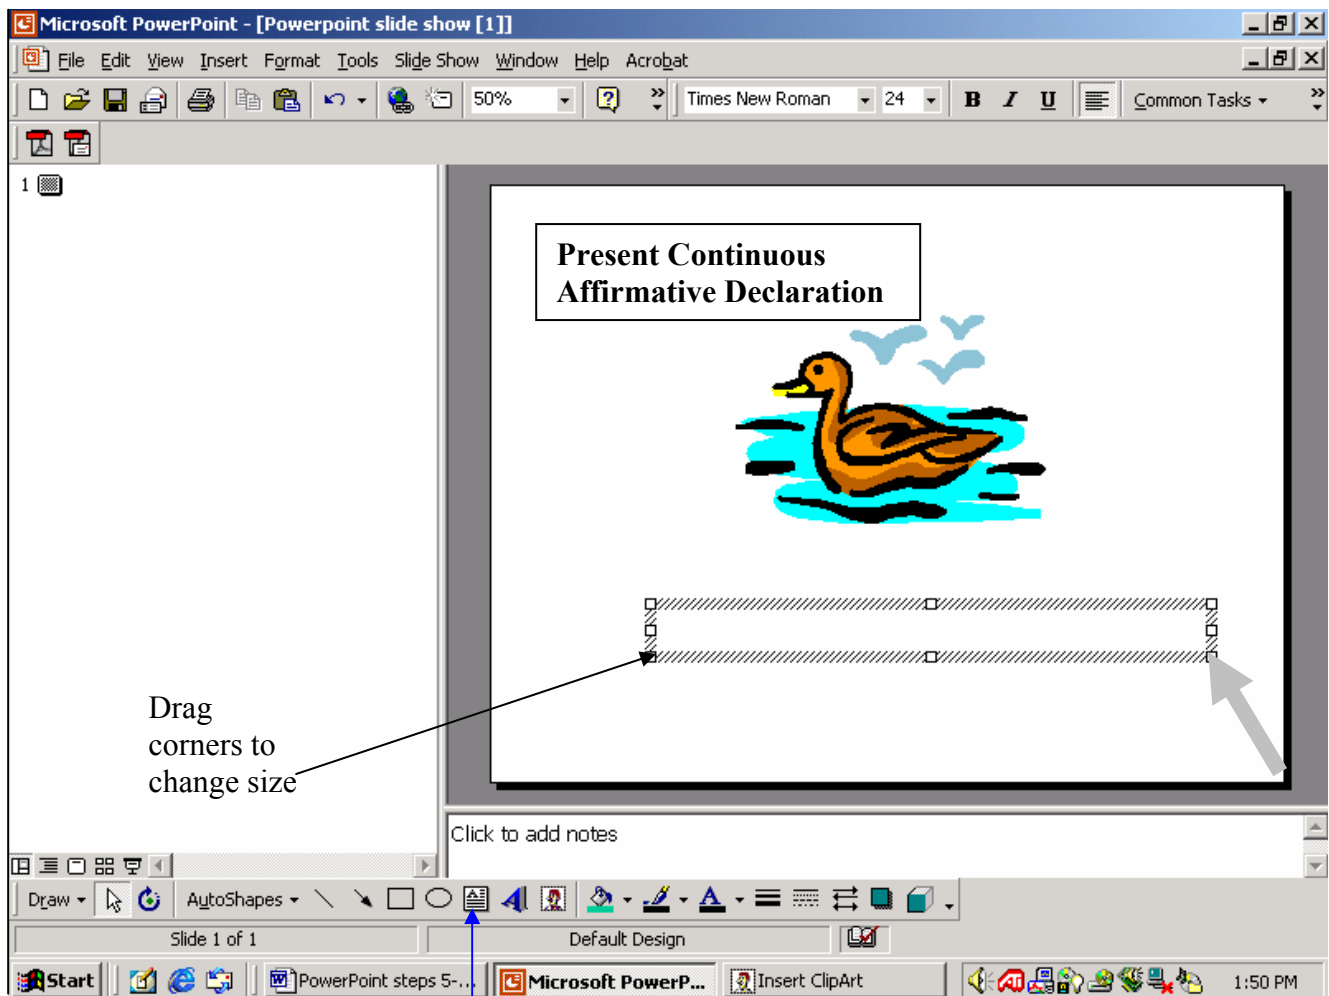 Microsoft PowerPoint - [Powerpoint slide show [1]]
File Edit View Insert Format Tools Slide Show Window Help Acrobat
50% Times New Roman 24 B I U Common Tasks
1
Present Continuous
Affirmative Declaration
Drag
corners to
change size
Click to add notes
Draw AutoShapes
Slide 1 of 1 Default Design
Start PowerPoint steps 5-... Microsoft PowerP... Insert ClipArt 1:50 PM